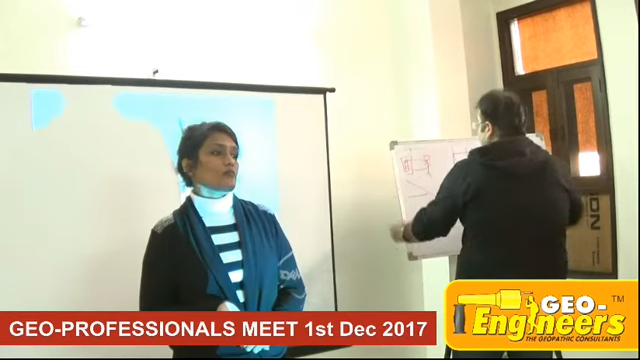 GEO-PROFESSIONALS MEET 1st Dec 2017
GEO-
Engineers
TM
THE GEOPATHIC CONSULTANTS